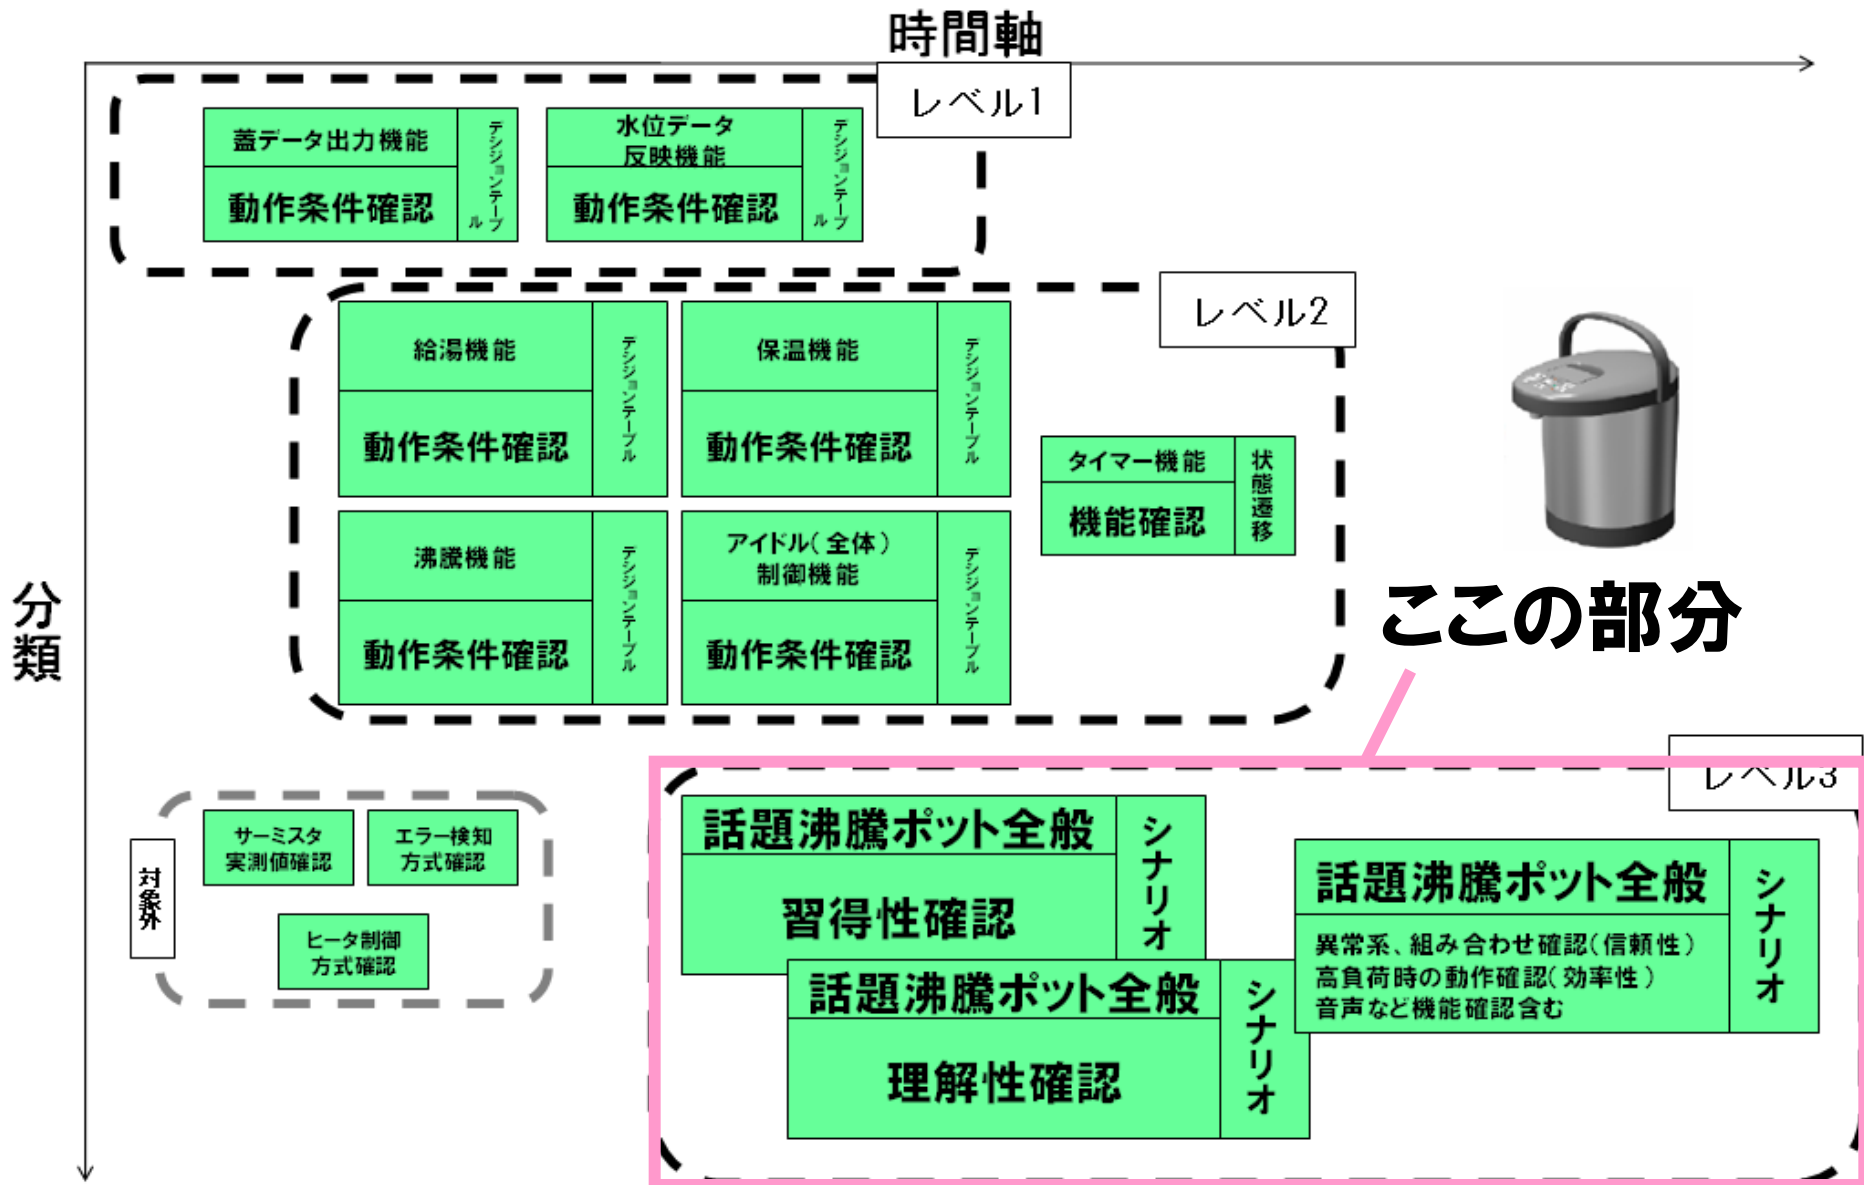 時間軸
分類
レベル1
蓋データ出力機能
動作条件確認
デシジョンテーブル
水位データ
反映機能
動作条件確認
デシジョンテーブル
レベル2
給湯機能
動作条件確認
デシジョンテーブル
保温機能
動作条件確認
デシジョンテーブル
沸騰機能
動作条件確認
デシジョンテーブル
アイドル(全体)
制御機能
動作条件確認
デシジョンテーブル
タイマー機能
機能確認
状態遷移
ここの部分
対象外
サーミスタ
実測値確認
エラー検知
方式確認
ヒータ制御
方式確認
レベル3
話題沸騰ポット全般
習得性確認
シナリオ
話題沸騰ポット全般
理解性確認
シナリオ
話題沸騰ポット全般
異常系、組み合わせ確認(信頼性)
高負荷時の動作確認(効率性)
音声など機能確認含む
シナリオ